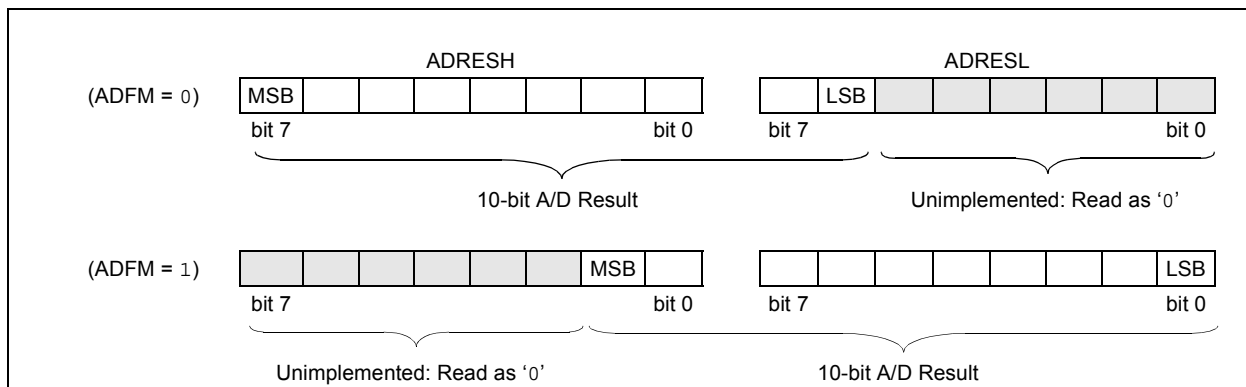 ADRESH ADRESL
(ADFM = 0) MSB LSB
bit 7 bit 0 bit 7 bit 0
10-bit A/D Result Unimplemented: Read as ‘0’
(ADFM = 1) MSB LSB
bit 7 bit 0 bit 7 bit 0
Unimplemented: Read as ‘0’ 10-bit A/D Result